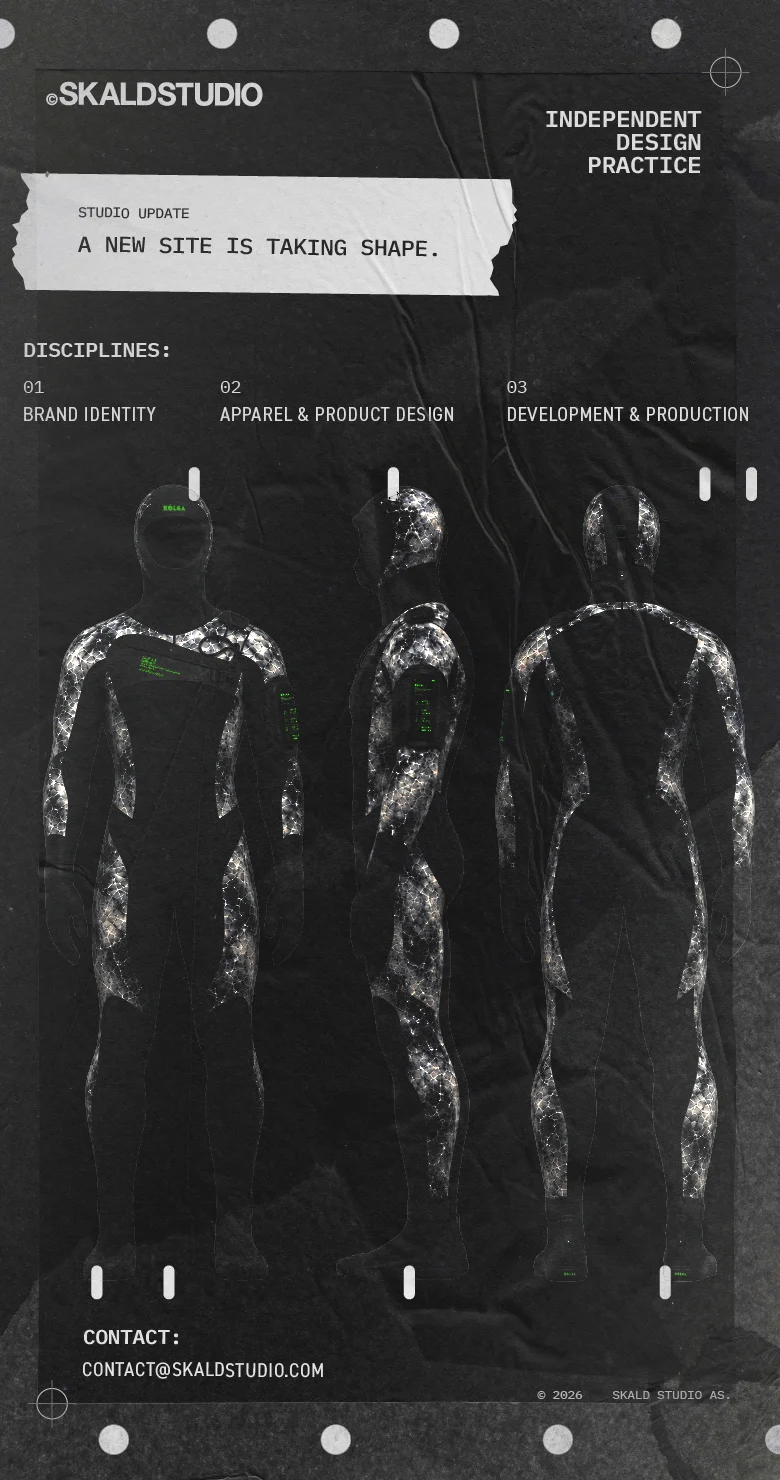 ©SKALDSTUDIO
INDEPENDENT
DESIGN
PRACTICE
STUDIO UPDATE
A NEW SITE IS TAKING SHAPE.
DISCIPLINES:
01
BRAND IDENTITY
02
APPAREL & PRODUCT DESIGN
03
DEVELOPMENT & PRODUCTION
CONTACT:
CONTACT@SKALDSTUDIO.COM
© 2026
SKALD STUDIO AS.